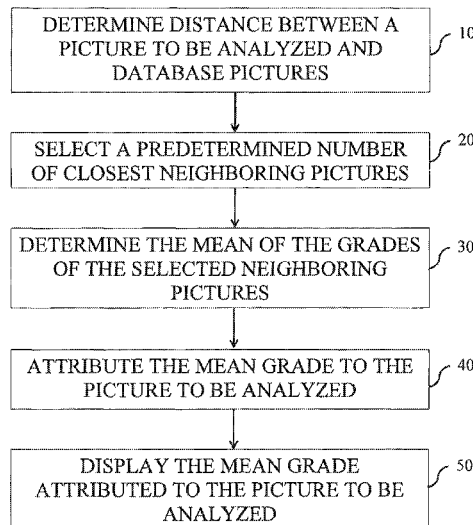 DETERMINE DISTANCE BETWEEN A
PICTURE TO BE ANALYZED AND
DATABASE PICTURES
10
SELECT A PREDETERMINED NUMBER
OF CLOSEST NEIGHBORING PICTURES
20
DETERMINE THE MEAN OF THE GRADES
OF THE SELECTED NEIGHBORING
PICTURES
30
ATTRIBUTE THE MEAN GRADE TO THE
PICTURE TO BE ANALYZED
40
DISPLAY THE MEAN GRADE
ATTRIBUTED TO THE PICTURE TO BE
ANALYZED
50